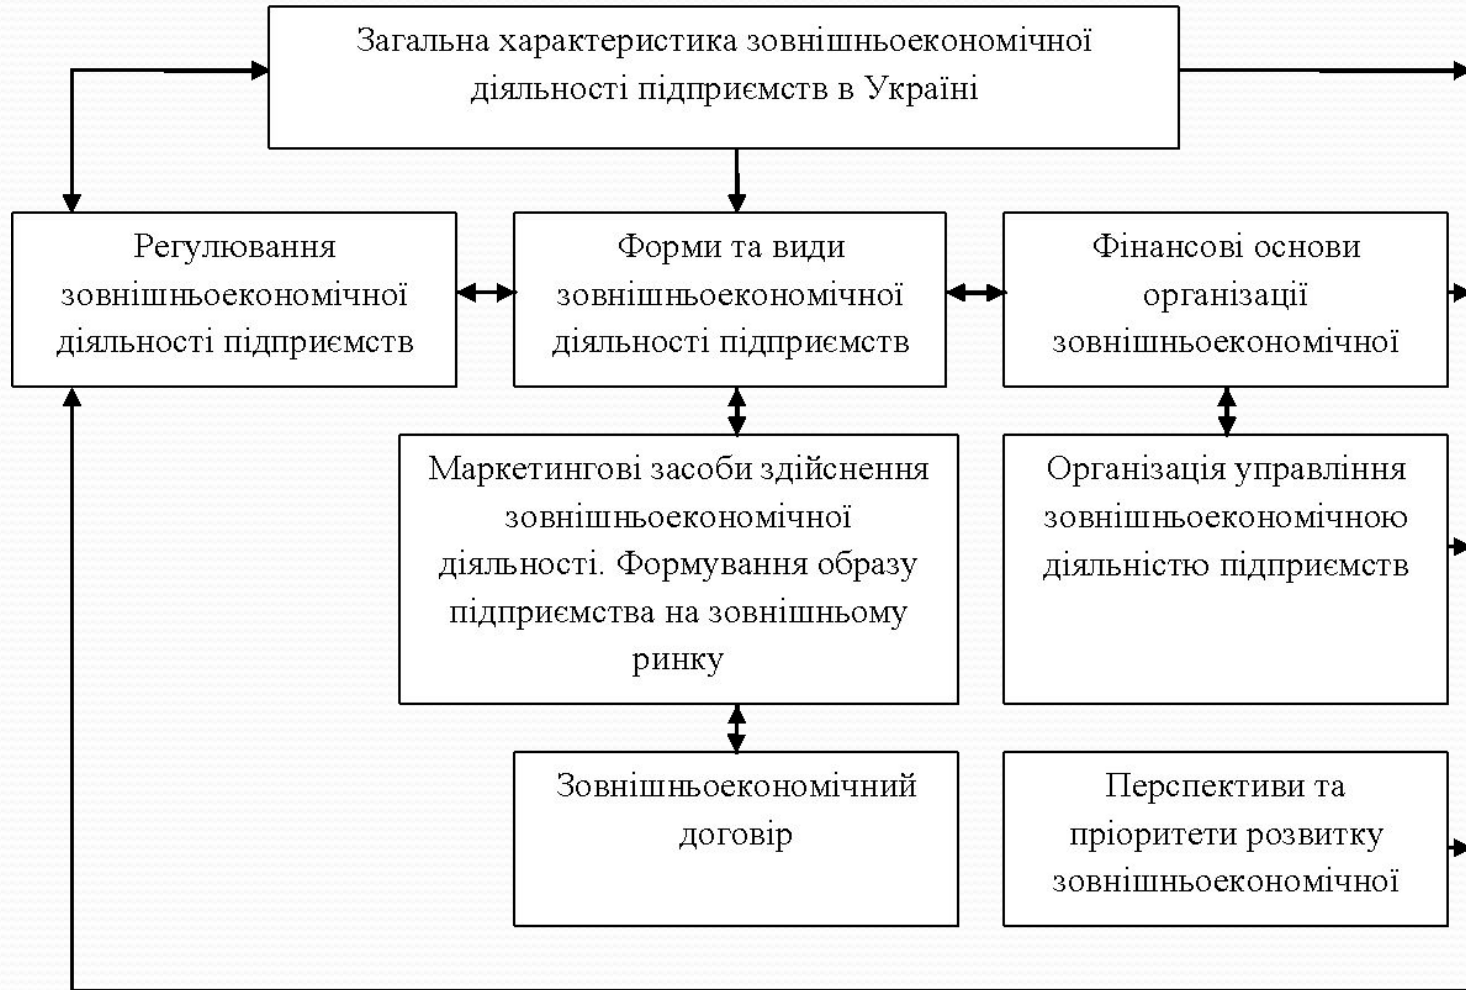 Загальна характеристика зовнішньоекономічної
діяльності підприємств в Україні
Регулювання
зовнішньоекономічної
діяльності підприємств
Форми та види
зовнішньоекономічної
діяльності підприємств
Фінансові основи
організації
зовнішньоекономічної
Маркетингові засоби здійснення
зовнішньоекономічної
діяльності. Формування образу
підприємства на зовнішньому
ринку
Організація управління
зовнішньоекономічною
діяльністю підприємств
Зовнішньоекономічний
договір
Перспективи та
пріоритети розвитку
зовнішньоекономічної